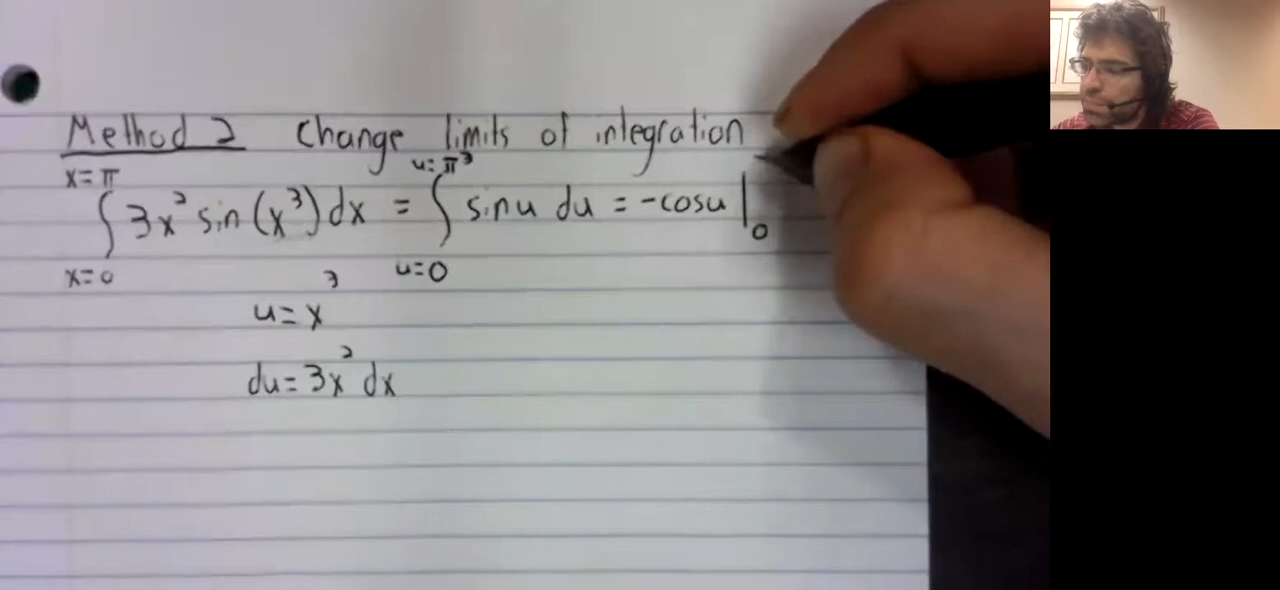 Method 2 Change limits of integration
∫_{x=0}^{x=π} 3x² sin(x³) dx = ∫_{u=0}^{u=π³} sin u du = -cos u |_0
u = x³
du = 3x² dx